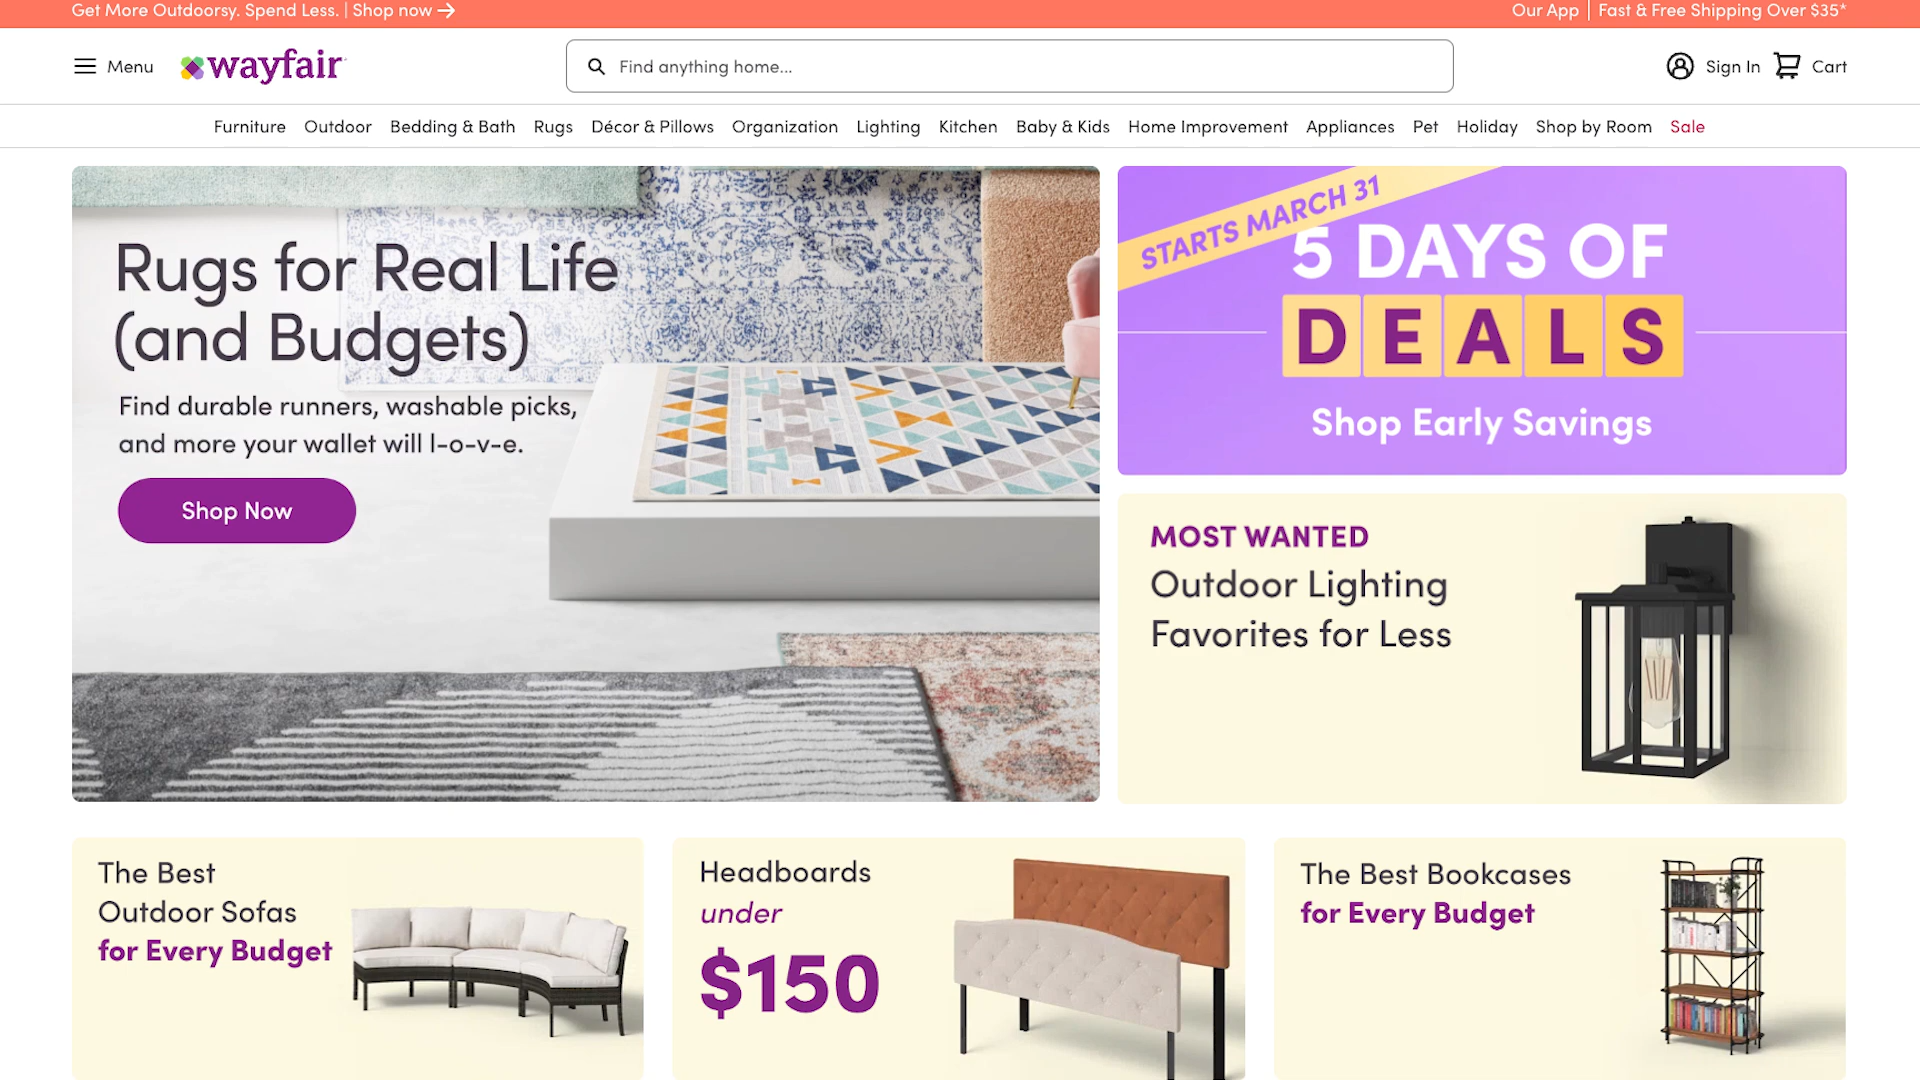 Get More Outdoorsy. Spend Less. | Shop now →
Our App | Fast & Free Shipping Over $35*
Menu
wayfair
Find anything home...
Sign In
Cart
Furniture Outdoor Bedding & Bath Rugs Décor & Pillows Organization Lighting Kitchen Baby & Kids Home Improvement Appliances Pet Holiday Shop by Room Sale
Rugs for Real Life
(and Budgets)
Find durable runners, washable picks,
and more your wallet will l-o-v-e.
Shop Now
STARTS MARCH 31
5 DAYS OF
DEALS
Shop Early Savings
MOST WANTED
Outdoor Lighting
Favorites for Less
The Best
Outdoor Sofas
for Every Budget
Headboards
under
$150
The Best Bookcases
for Every Budget